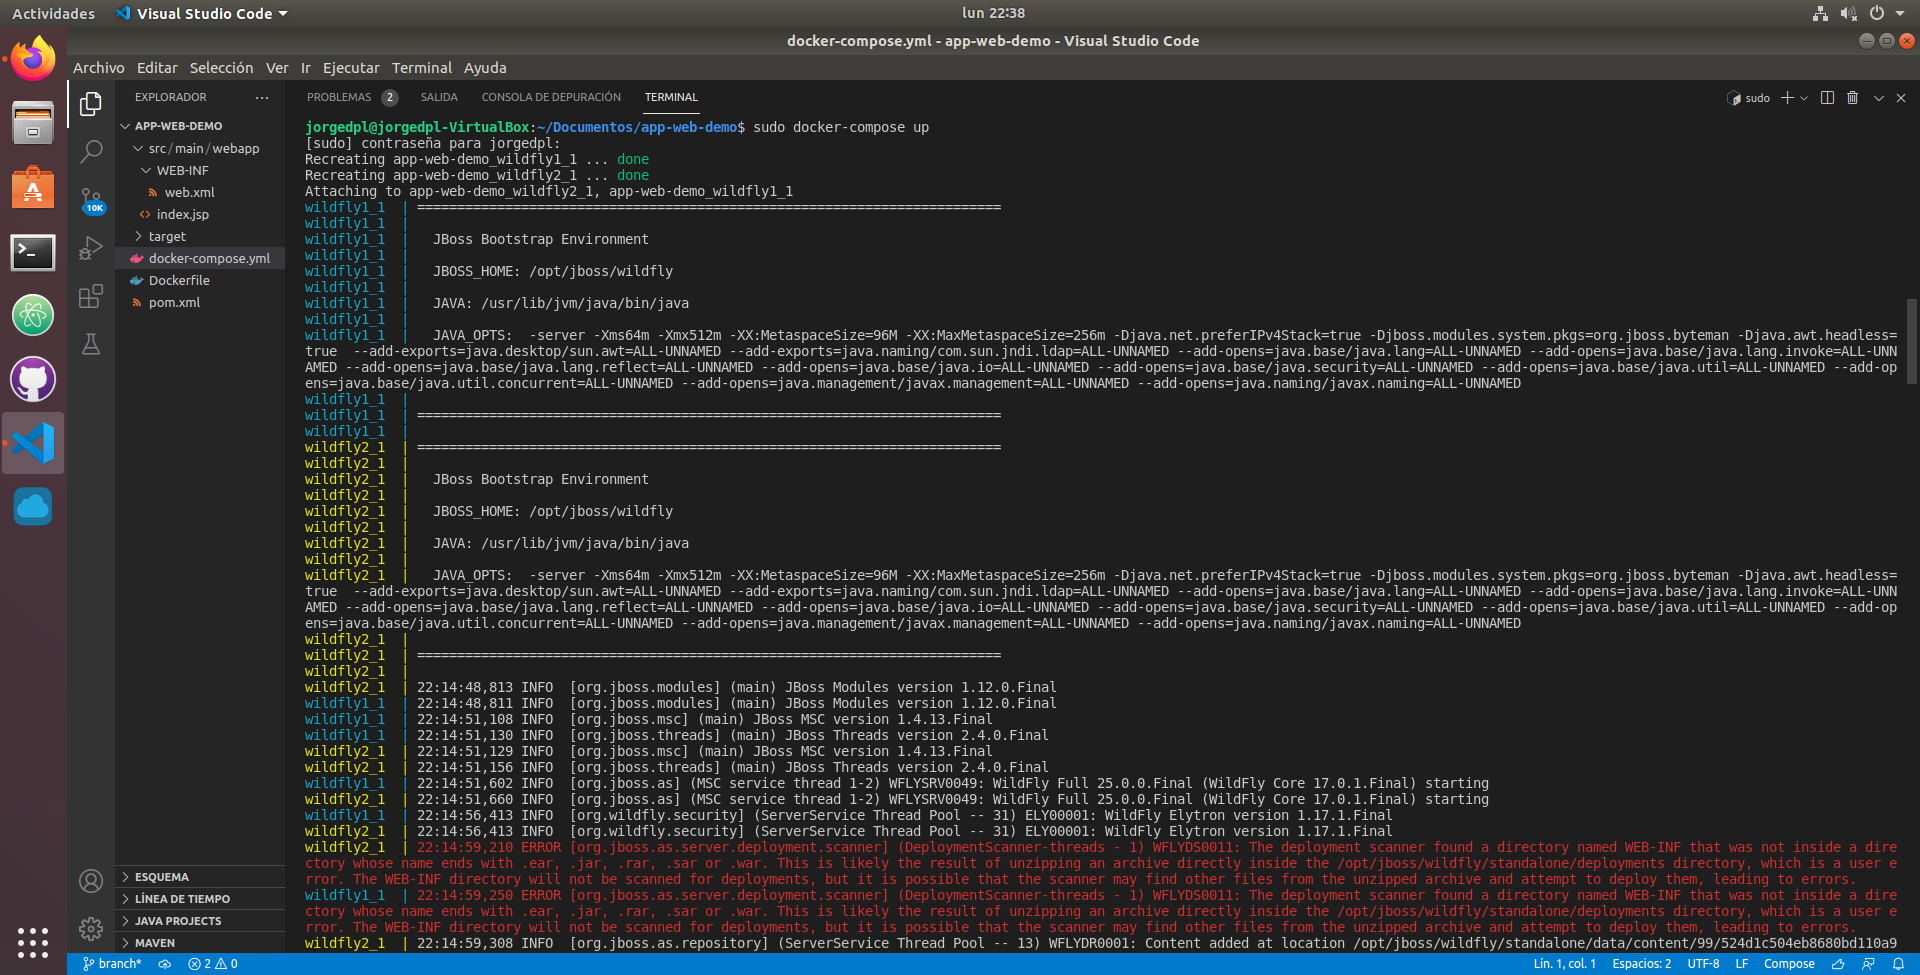 Actividades Visual Studio Code lun 22:38
docker-compose.yml - app-web-demo - Visual Studio Code
Archivo Editar Selección Ver Ir Ejecutar Terminal Ayuda
EXPLORADOR ···
APP-WEB-DEMO
src/main/webapp
WEB-INF
web.xml
index.jsp
target
docker-compose.yml
Dockerfile
pom.xml
10K
ESQUEMA
LÍNEA DE TIEMPO
JAVA PROJECTS
MAVEN
PROBLEMAS 2 SALIDA CONSOLA DE DEPURACIÓN TERMINAL sudo
jorgedpl@jorgedpl-VirtualBox:~/Documentos/app-web-demo$ sudo docker-compose up
[sudo] contraseña para jorgedpl:
Recreating app-web-demo_wildfly1_1 ... done
Recreating app-web-demo_wildfly2_1 ... done
Attaching to app-web-demo_wildfly2_1, app-web-demo_wildfly1_1
wildfly1_1 | =========================================================================
wildfly1_1 |
wildfly1_1 | JBoss Bootstrap Environment
wildfly1_1 |
wildfly1_1 | JBOSS_HOME: /opt/jboss/wildfly
wildfly1_1 |
wildfly1_1 | JAVA: /usr/lib/jvm/java/bin/java
wildfly1_1 |
wildfly1_1 | JAVA_OPTS: -server -Xms64m -Xmx512m -XX:MetaspaceSize=96M -XX:MaxMetaspaceSize=256m -Djava.net.preferIPv4Stack=true -Djboss.modules.system.pkgs=org.jboss.byteman -Djava.awt.headless=
true --add-exports=java.desktop/sun.awt=ALL-UNNAMED --add-exports=java.naming/com.sun.jndi.ldap=ALL-UNNAMED --add-opens=java.base/java.lang=ALL-UNNAMED --add-opens=java.base/java.lang.invoke=ALL-UNN
AMED --add-opens=java.base/java.lang.reflect=ALL-UNNAMED --add-opens=java.base/java.io=ALL-UNNAMED --add-opens=java.base/java.security=ALL-UNNAMED --add-opens=java.base/java.util=ALL-UNNAMED --add-op
ens=java.base/java.util.concurrent=ALL-UNNAMED --add-opens=java.management/javax.management=ALL-UNNAMED --add-opens=java.naming/javax.naming=ALL-UNNAMED
wildfly1_1 |
wildfly1_1 | =========================================================================
wildfly1_1 |
wildfly2_1 | =========================================================================
wildfly2_1 |
wildfly2_1 | JBoss Bootstrap Environment
wildfly2_1 |
wildfly2_1 | JBOSS_HOME: /opt/jboss/wildfly
wildfly2_1 |
wildfly2_1 | JAVA: /usr/lib/jvm/java/bin/java
wildfly2_1 |
wildfly2_1 | JAVA_OPTS: -server -Xms64m -Xmx512m -XX:MetaspaceSize=96M -XX:MaxMetaspaceSize=256m -Djava.net.preferIPv4Stack=true -Djboss.modules.system.pkgs=org.jboss.byteman -Djava.awt.headless=
true --add-exports=java.desktop/sun.awt=ALL-UNNAMED --add-exports=java.naming/com.sun.jndi.ldap=ALL-UNNAMED --add-opens=java.base/java.lang=ALL-UNNAMED --add-opens=java.base/java.lang.invoke=ALL-UNN
AMED --add-opens=java.base/java.lang.reflect=ALL-UNNAMED --add-opens=java.base/java.io=ALL-UNNAMED --add-opens=java.base/java.security=ALL-UNNAMED --add-opens=java.base/java.util=ALL-UNNAMED --add-op
ens=java.base/java.util.concurrent=ALL-UNNAMED --add-opens=java.management/javax.management=ALL-UNNAMED --add-opens=java.naming/javax.naming=ALL-UNNAMED
wildfly2_1 |
wildfly2_1 | =========================================================================
wildfly2_1 |
wildfly2_1 | 22:14:48,813 INFO [org.jboss.modules] (main) JBoss Modules version 1.12.0.Final
wildfly1_1 | 22:14:48,811 INFO [org.jboss.modules] (main) JBoss Modules version 1.12.0.Final
wildfly1_1 | 22:14:51,108 INFO [org.jboss.msc] (main) JBoss MSC version 1.4.13.Final
wildfly1_1 | 22:14:51,130 INFO [org.jboss.threads] (main) JBoss Threads version 2.4.0.Final
wildfly2_1 | 22:14:51,129 INFO [org.jboss.msc] (main) JBoss MSC version 1.4.13.Final
wildfly2_1 | 22:14:51,156 INFO [org.jboss.threads] (main) JBoss Threads version 2.4.0.Final
wildfly1_1 | 22:14:51,602 INFO [org.jboss.as] (MSC service thread 1-2) WFLYSRV0049: WildFly Full 25.0.0.Final (WildFly Core 17.0.1.Final) starting
wildfly2_1 | 22:14:51,660 INFO [org.jboss.as] (MSC service thread 1-2) WFLYSRV0049: WildFly Full 25.0.0.Final (WildFly Core 17.0.1.Final) starting
wildfly1_1 | 22:14:56,413 INFO [org.wildfly.security] (ServerService Thread Pool -- 31) ELY00001: WildFly Elytron version 1.17.1.Final
wildfly2_1 | 22:14:56,413 INFO [org.wildfly.security] (ServerService Thread Pool -- 31) ELY00001: WildFly Elytron version 1.17.1.Final
wildfly2_1 | 22:14:59,210 ERROR [org.jboss.as.server.deployment.scanner] (DeploymentScanner-threads - 1) WFLYDS0011: The deployment scanner found a directory named WEB-INF that was not inside a dire
ctory whose name ends with .ear, .jar, .rar, .sar or .war. This is likely the result of unzipping an archive directly inside the /opt/jboss/wildfly/standalone/deployments directory, which is a user e
rror. The WEB-INF directory will not be scanned for deployments, but it is possible that the scanner may find other files from the unzipped archive and attempt to deploy them, leading to errors.
wildfly1_1 | 22:14:59,250 ERROR [org.jboss.as.server.deployment.scanner] (DeploymentScanner-threads - 1) WFLYDS0011: The deployment scanner found a directory named WEB-INF that was not inside a dire
ctory whose name ends with .ear, .jar, .rar, .sar or .war. This is likely the result of unzipping an archive directly inside the /opt/jboss/wildfly/standalone/deployments directory, which is a user e
rror. The WEB-INF directory will not be scanned for deployments, but it is possible that the scanner may find other files from the unzipped archive and attempt to deploy them, leading to errors.
wildfly2_1 | 22:14:59,308 INFO [org.jboss.as.repository] (ServerService Thread Pool -- 13) WFLYDR0001: Content added at location /opt/jboss/wildfly/standalone/data/content/99/524d1c504eb8680bd110a9
branch* 2 0 Lín. 1, col. 1 Espacios: 2 UTF-8 LF Compose